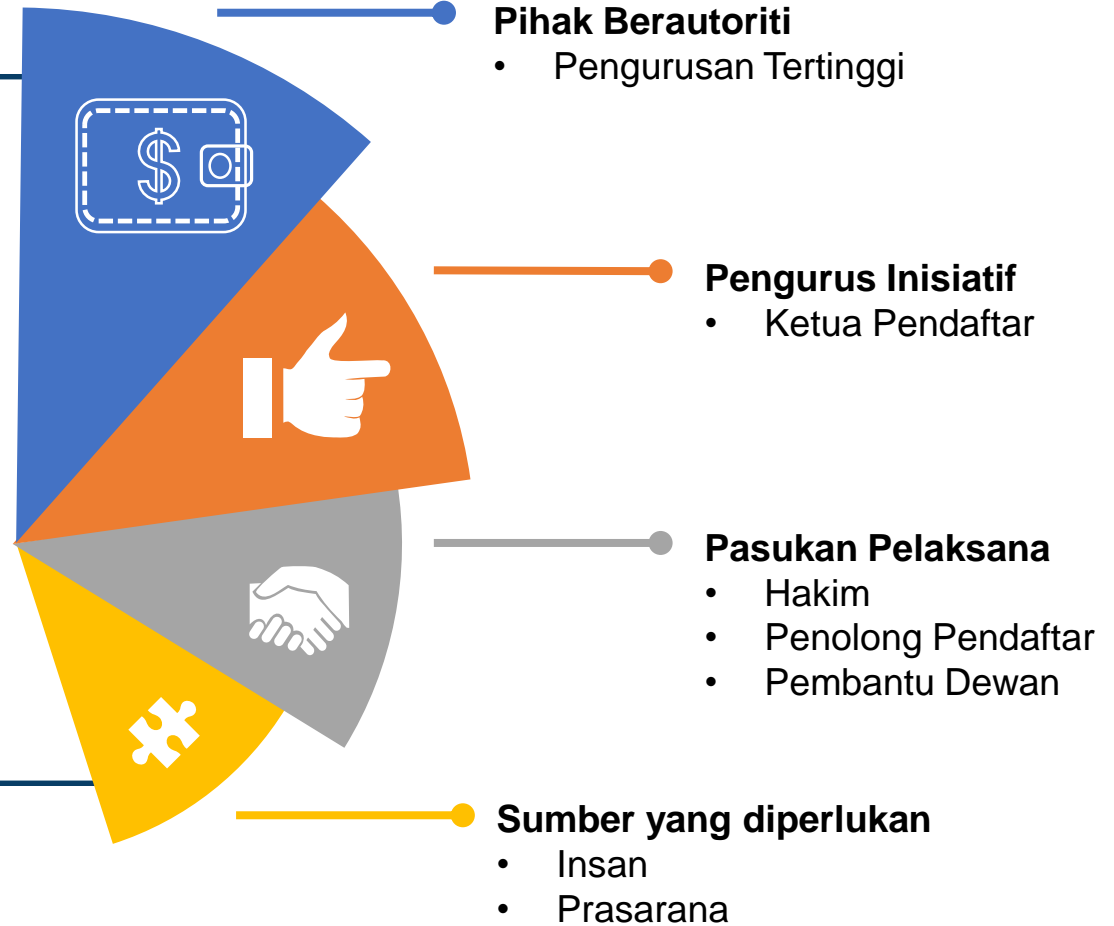 Pihak Berautoriti
• Pengurusan Tertinggi
$
Pengurus Inisiatif
• Ketua Pendaftar
Pasukan Pelaksana
• Hakim
• Penolong Pendaftar
• Pembantu Dewan
Sumber yang diperlukan
• Insan
• Prasarana